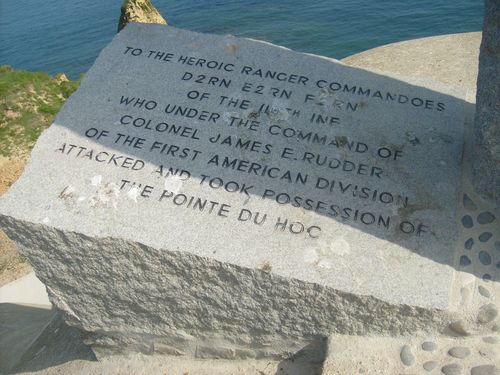 TO THE HEROIC RANGER COMMANDOES
D2RN E2RN F2RN
OF THE 116TH INF
WHO UNDER THE COMMAND OF
COLONEL JAMES E. RUDDER
OF THE FIRST AMERICAN DIVISION
ATTACKED AND TOOK POSSESSION OF
THE POINTE DU HOC